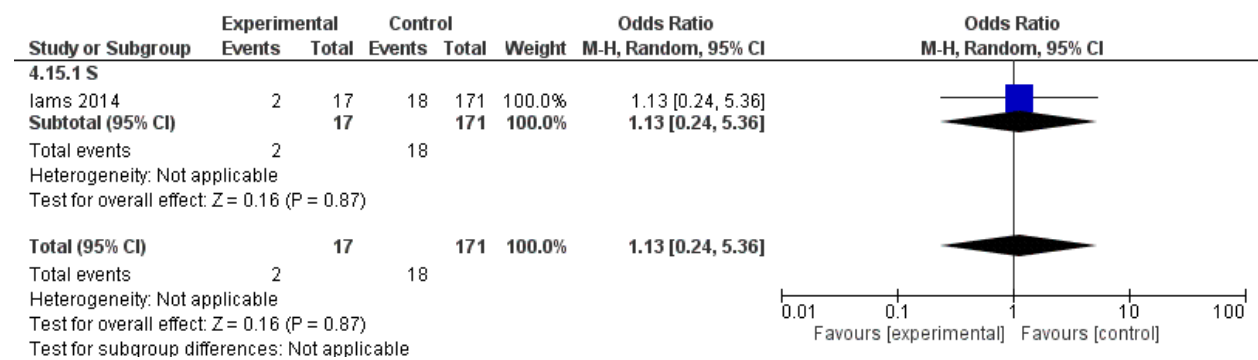 Experimental Control Odds Ratio Odds Ratio
Study or Subgroup Events Total Events Total Weight M-H, Random, 95% CI M-H, Random, 95% CI
4.15.1 S
Iams 2014 2 17 18 171 100.0% 1.13 [0.24, 5.36]
Subtotal (95% CI) 17 171 100.0% 1.13 [0.24, 5.36]
Total events 2 18
Heterogeneity: Not applicable
Test for overall effect: Z = 0.16 (P = 0.87)
Total (95% CI) 17 171 100.0% 1.13 [0.24, 5.36]
Total events 2 18
Heterogeneity: Not applicable
Test for overall effect: Z = 0.16 (P = 0.87)
Test for subgroup differences: Not applicable
0.01 0.1 1 10 100
Favours [experimental] Favours [control]